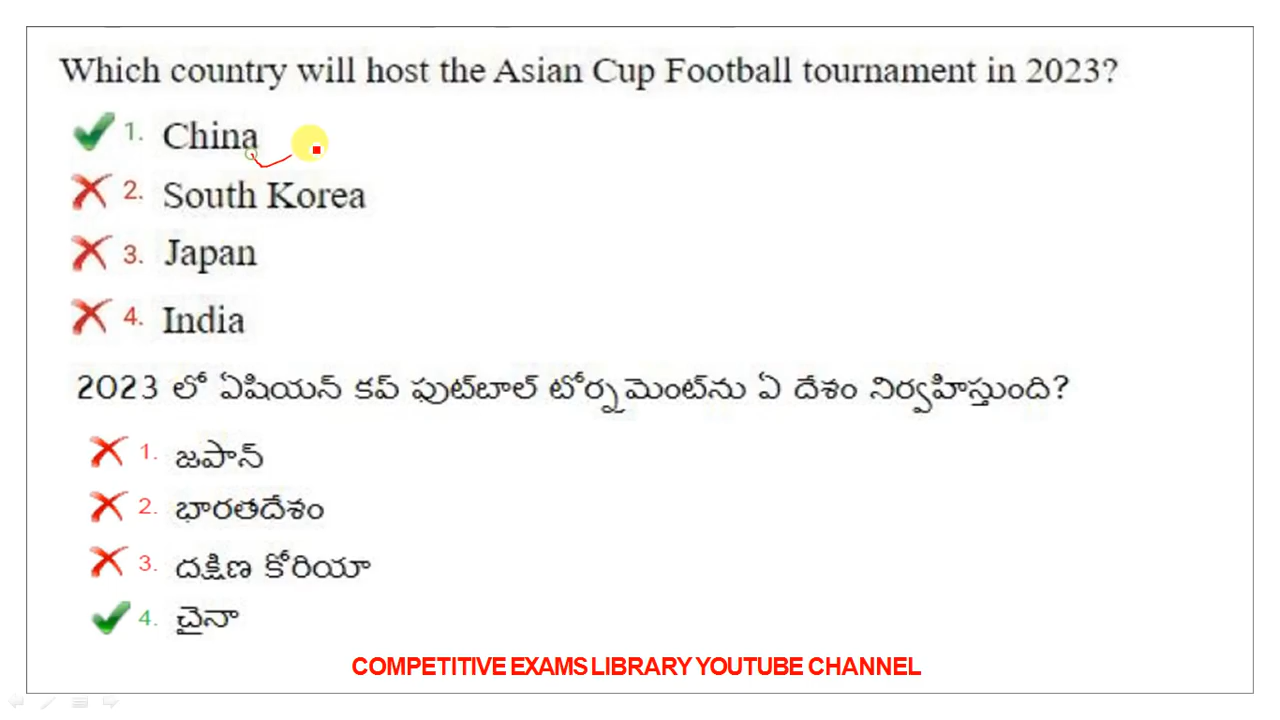 Which country will host the Asian Cup Football tournament in 2023?
1. China
2. South Korea
3. Japan
4. India
2023 లో ఏషియన్ కప్ ఫుట్‌బాల్ టోర్నమెంట్‌ను ఏ దేశం నిర్వహిస్తుంది?
1. జపాన్
2. భారతదేశం
3. దక్షిణ కోరియా
4. చైనా
COMPETITIVE EXAMS LIBRARY YOUTUBE CHANNEL